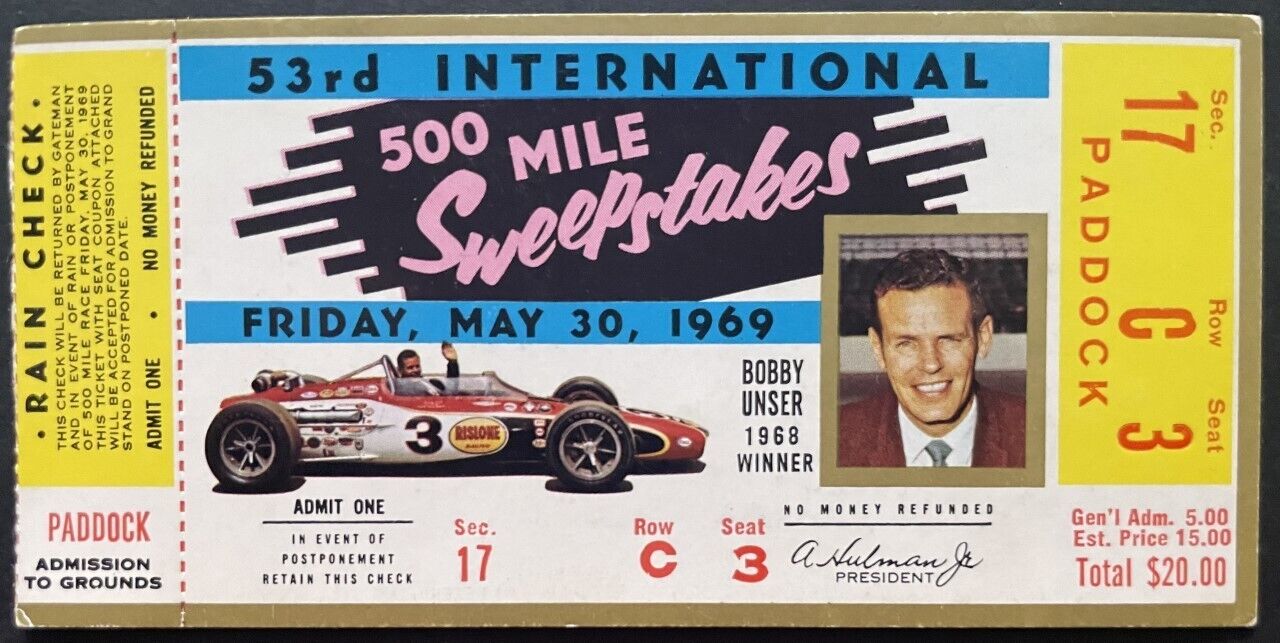 • RAIN CHECK •
THIS CHECK WILL BE RETURNED BY GATEMAN
AND IN EVENT OF RAIN OR POSTPONEMENT
OF 500 MILE RACE FRIDAY, MAY 30, 1969
THIS TICKET WITH SEAT COUPON ATTACHED
WILL BE ACCEPTED FOR ADMISSION TO GRAND
STAND ON POSTPONED DATE.
ADMIT ONE • NO MONEY REFUNDED
PADDOCK
ADMISSION
TO GROUNDS
53rd INTERNATIONAL
500 MILE
Sweepstakes
FRIDAY, MAY 30, 1969
BOBBY
UNSER
1968
WINNER
3
RISLONE
RACING
GOODYEAR
ADMIT ONE
IN EVENT OF
POSTPONEMENT
RETAIN THIS CHECK
Sec.
17
Row
C
Seat
3
NO MONEY REFUNDED
A Hulman Jr
PRESIDENT
Sec. Row Seat
17 C 3
PADDOCK
Gen'l Adm. 5.00
Est. Price 15.00
Total $20.00